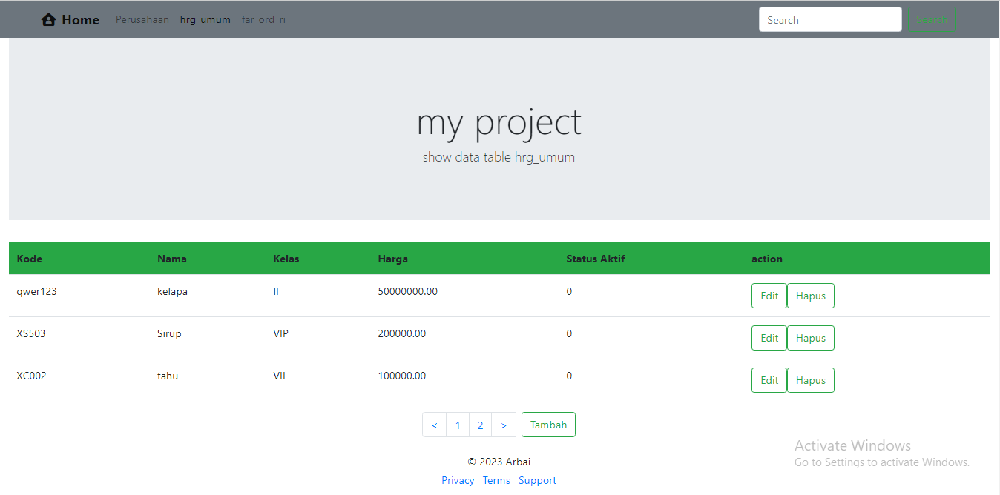 Home Perusahaan hrg_umum far_ord_ri Search Search
my project
show data table hrg_umum
Kode Nama Kelas Harga Status Aktif action
qwer123 kelapa II 50000000.00 0 Edit Hapus
XS503 Sirup VIP 200000.00 0 Edit Hapus
XC002 tahu VII 100000.00 0 Edit Hapus
< 1 2 > Tambah
Activate Windows
Go to Settings to activate Windows.
© 2023 Arbai
Privacy Terms Support